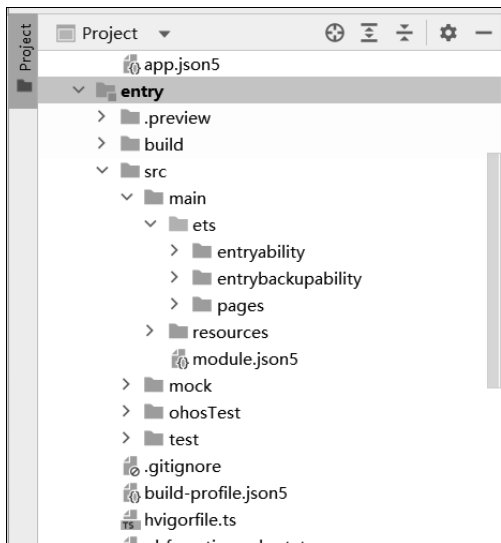 Project
Project
app.json5
entry
.preview
build
src
main
ets
entryability
entrybackupability
pages
resources
module.json5
mock
ohosTest
test
.gitignore
build-profile.json5
hvigorfile.ts